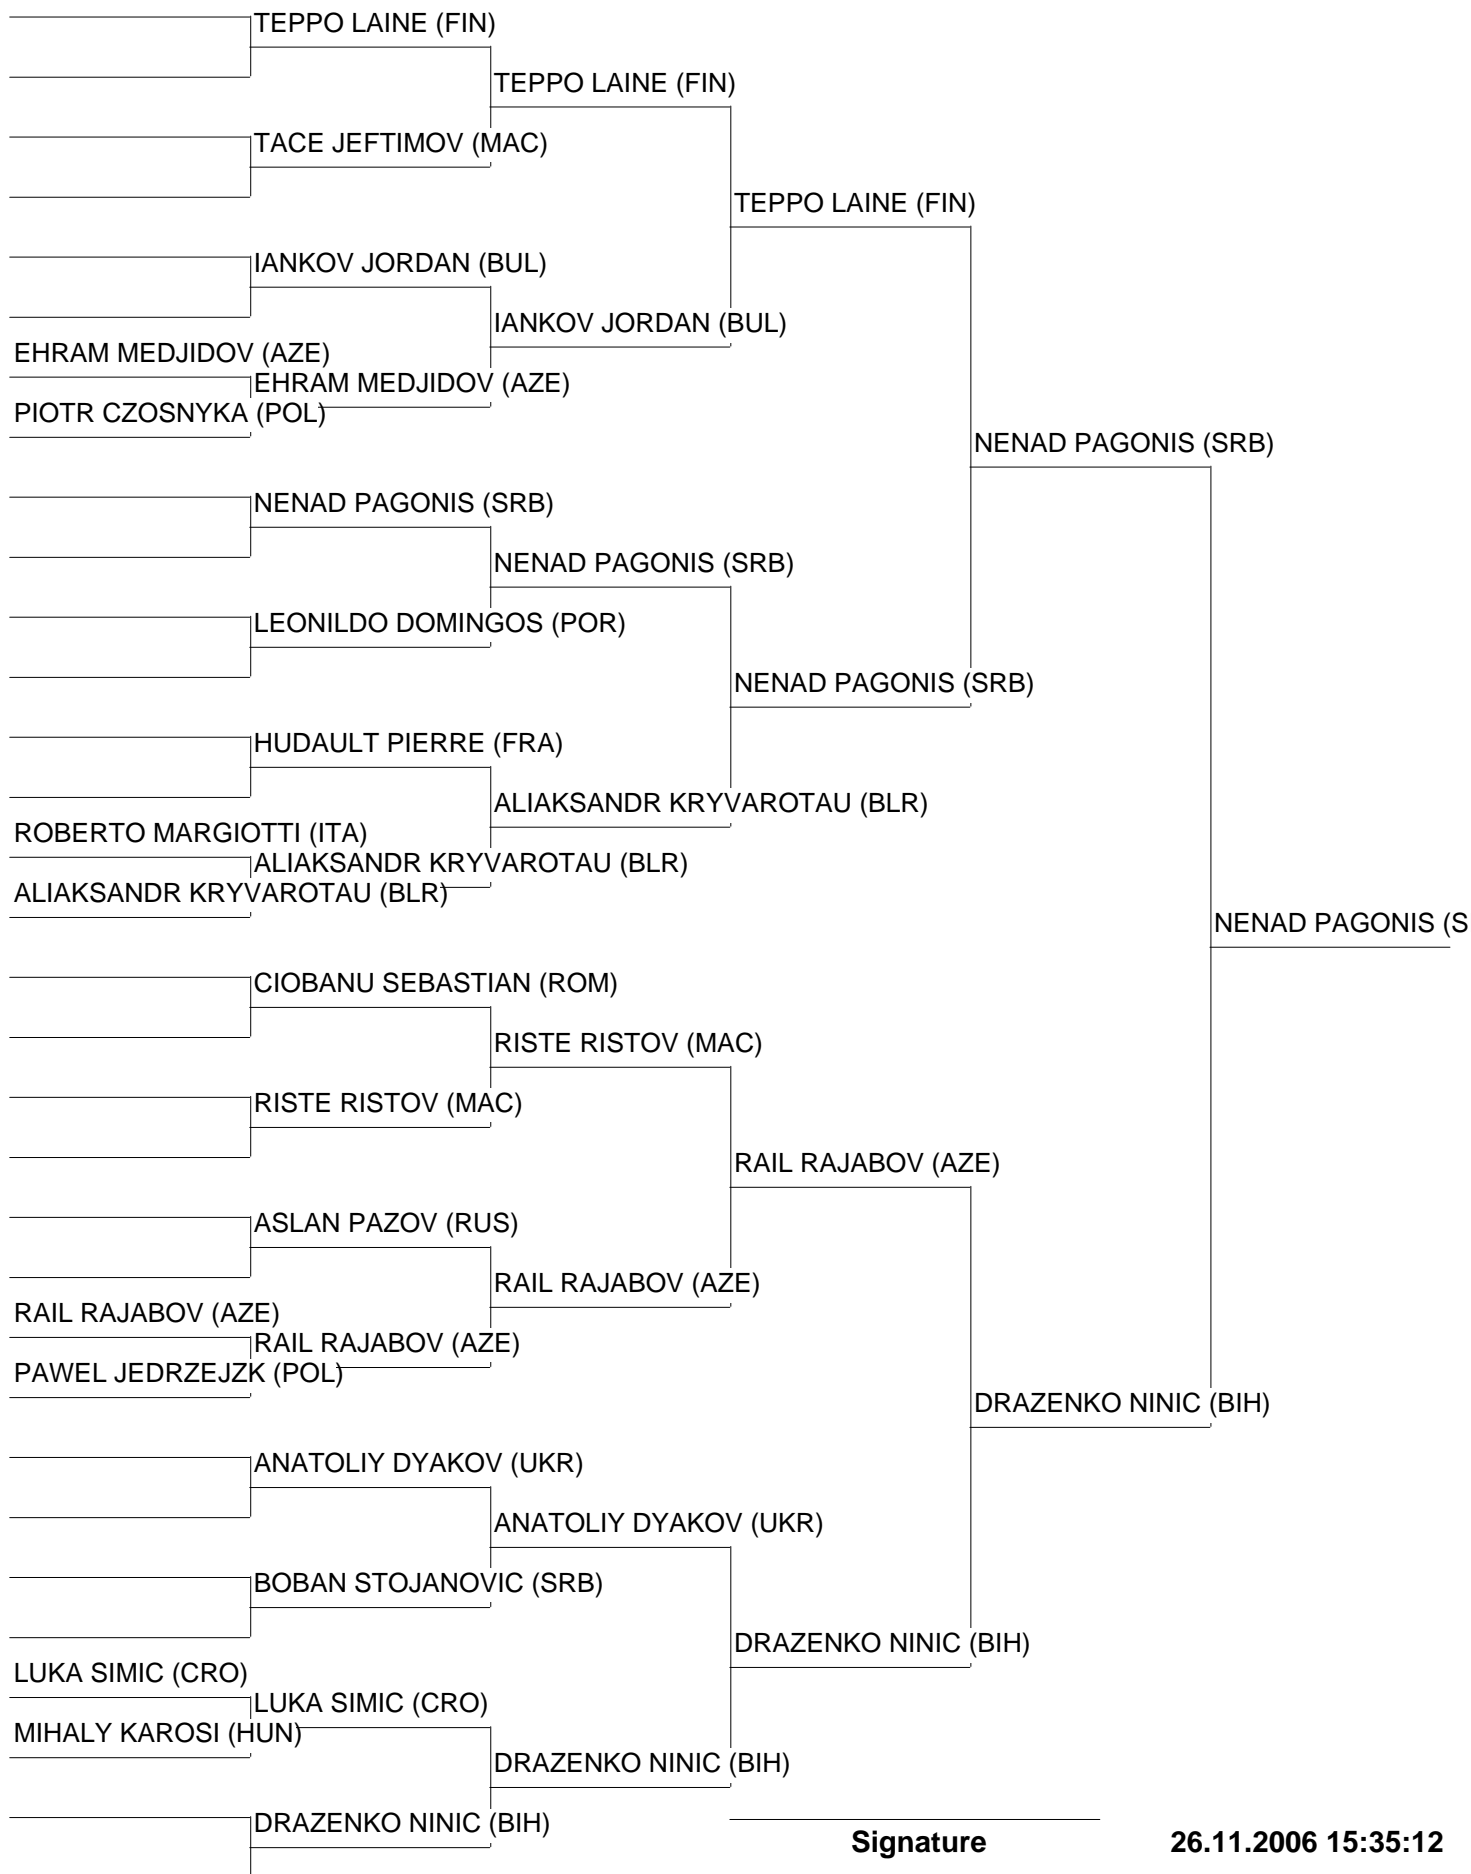 TEPPO LAINE (FIN)
TEPPO LAINE (FIN)
TACE JEFTIMOV (MAC)
TEPPO LAINE (FIN)
IANKOV JORDAN (BUL)
IANKOV JORDAN (BUL)
EHRAM MEDJIDOV (AZE)
EHRAM MEDJIDOV (AZE)
PIOTR CZOSNYKA (POL)
NENAD PAGONIS (SRB)
NENAD PAGONIS (SRB)
NENAD PAGONIS (SRB)
LEONILDO DOMINGOS (POR)
NENAD PAGONIS (SRB)
HUDAULT PIERRE (FRA)
ALIAKSANDR KRYVAROTAU (BLR)
ROBERTO MARGIOTTI (ITA)
ALIAKSANDR KRYVAROTAU (BLR)
ALIAKSANDR KRYVAROTAU (BLR)
NENAD PAGONIS (S
CIOBANU SEBASTIAN (ROM)
RISTE RISTOV (MAC)
RISTE RISTOV (MAC)
RAIL RAJABOV (AZE)
ASLAN PAZOV (RUS)
RAIL RAJABOV (AZE)
RAIL RAJABOV (AZE)
RAIL RAJABOV (AZE)
PAWEL JEDRZEJZK (POL)
DRAZENKO NINIC (BIH)
ANATOLIY DYAKOV (UKR)
ANATOLIY DYAKOV (UKR)
BOBAN STOJANOVIC (SRB)
DRAZENKO NINIC (BIH)
LUKA SIMIC (CRO)
LUKA SIMIC (CRO)
MIHALY KAROSI (HUN)
DRAZENKO NINIC (BIH)
DRAZENKO NINIC (BIH)
Signature 26.11.2006 15:35:12